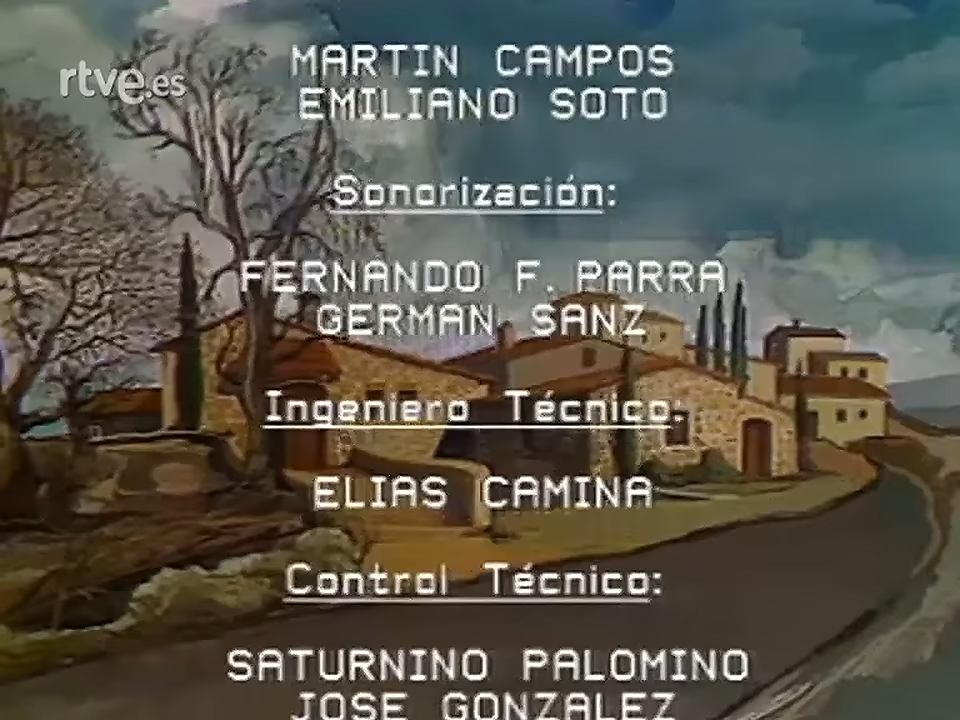 rtve.es
MARTIN CAMPOS
EMILIANO SOTO
Sonorización:
FERNANDO F. PARRA
GERMAN SANZ
Ingeniero Técnico:
ELIAS CAMINA
Control Técnico:
SATURNINO PALOMINO
JOSE GONZALEZ